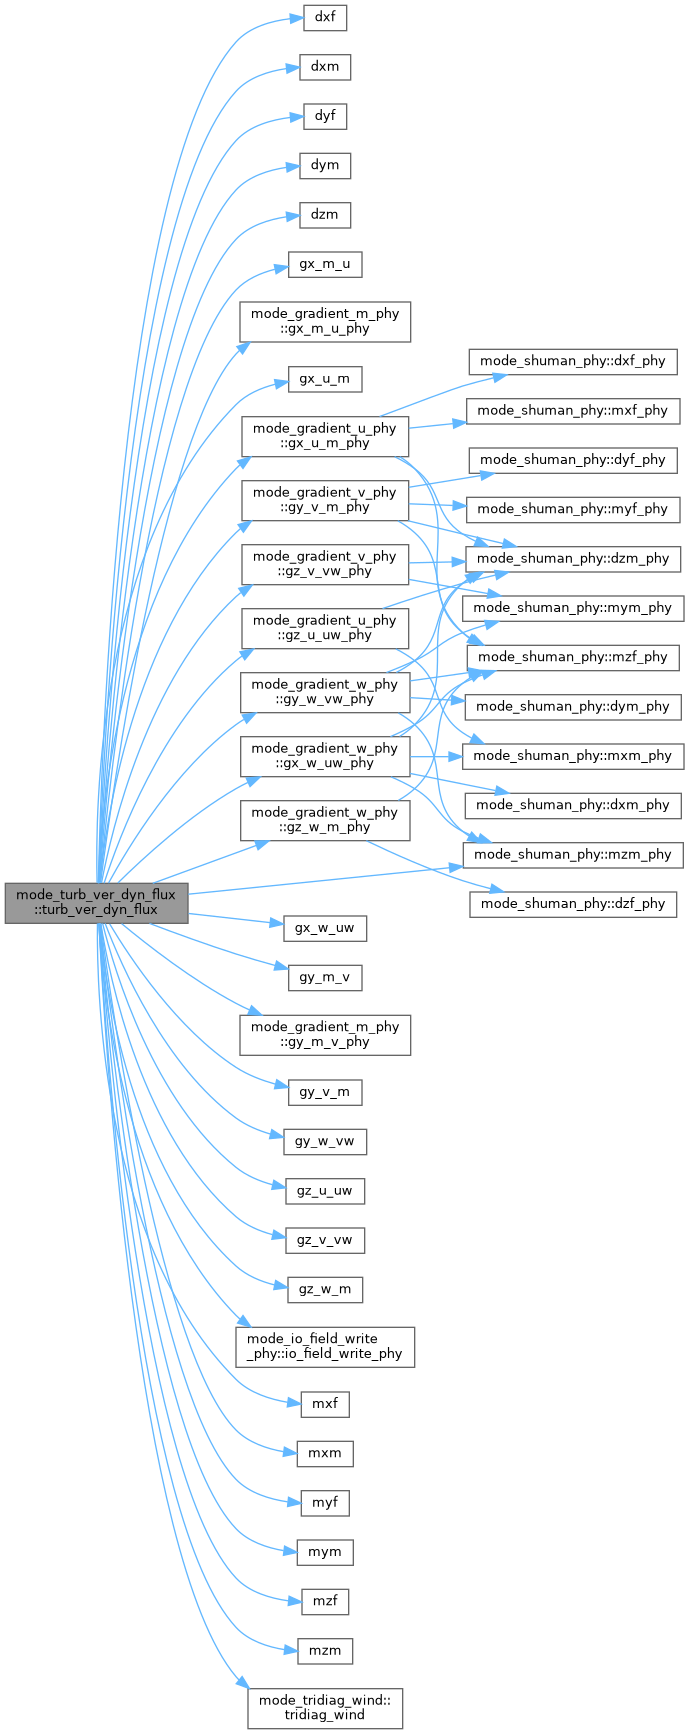 dxf
dxm
dyf
dym
dzm
gx_m_u
mode_gradient_m_phy
::gx_m_u_phy
gx_u_m
mode_gradient_u_phy
::gx_u_m_phy
mode_gradient_v_phy
::gy_v_m_phy
mode_gradient_v_phy
::gz_v_vw_phy
mode_gradient_u_phy
::gz_u_uw_phy
mode_gradient_w_phy
::gy_w_vw_phy
mode_gradient_w_phy
::gx_w_uw_phy
mode_gradient_w_phy
::gz_w_m_phy
mode_shuman_phy::dxf_phy
mode_shuman_phy::mxf_phy
mode_shuman_phy::dyf_phy
mode_shuman_phy::myf_phy
mode_shuman_phy::dzm_phy
mode_shuman_phy::mym_phy
mode_shuman_phy::mzf_phy
mode_shuman_phy::dym_phy
mode_shuman_phy::mxm_phy
mode_shuman_phy::dxm_phy
mode_shuman_phy::mzm_phy
mode_shuman_phy::dzf_phy
mode_turb_ver_dyn_flux
::turb_ver_dyn_flux
gx_w_uw
gy_m_v
mode_gradient_m_phy
::gy_m_v_phy
gy_v_m
gy_w_vw
gz_u_uw
gz_v_vw
gz_w_m
mode_io_field_write
_phy::io_field_write_phy
mxf
mxm
myf
mym
mzf
mzm
mode_tridiag_wind::
tridiag_wind